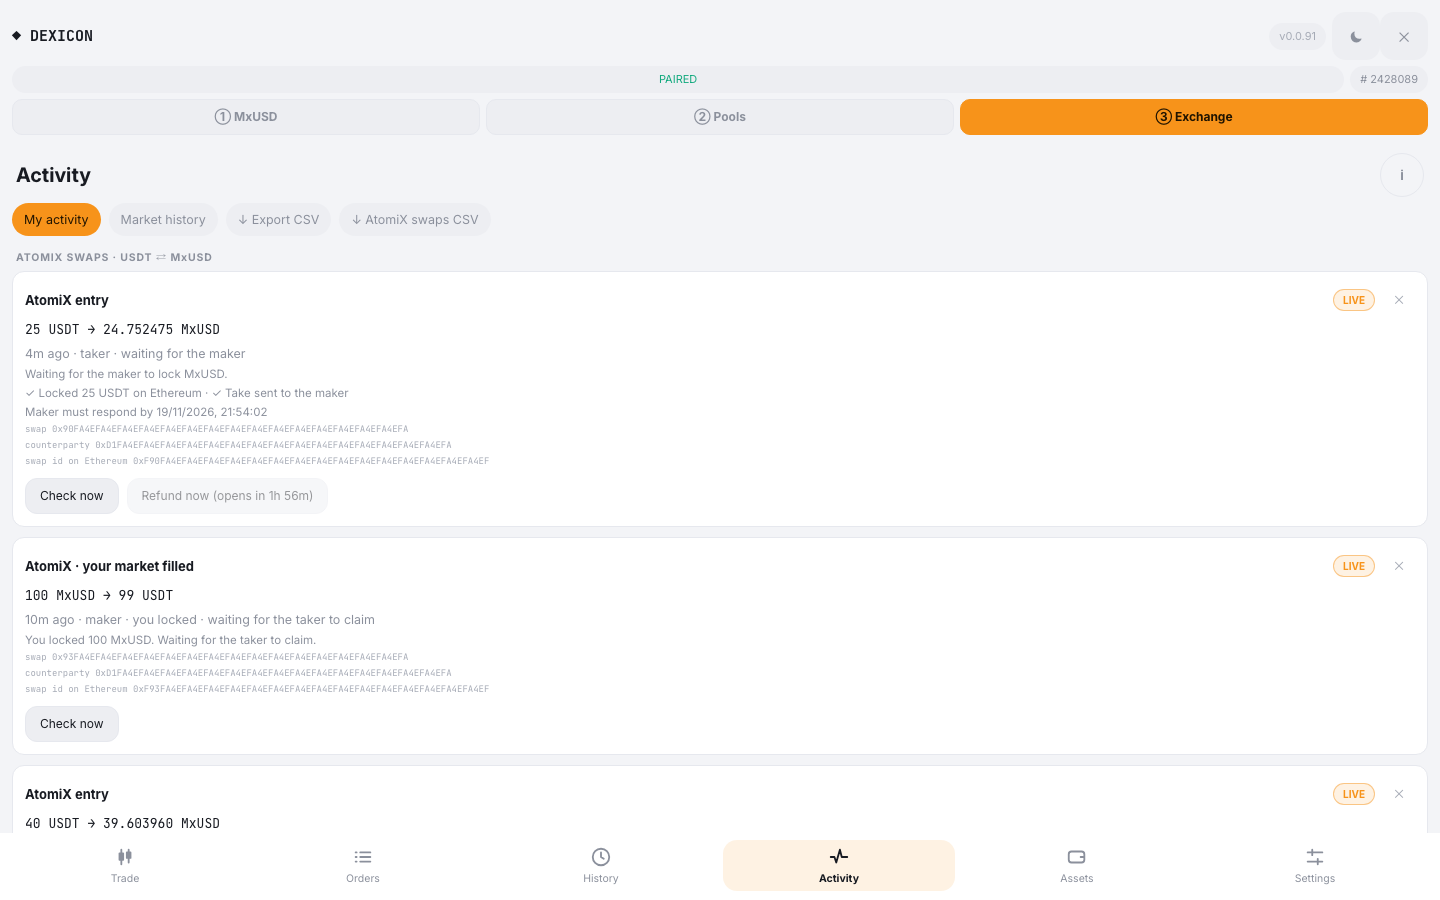 ◆ DEXICON
v0.0.91
PAIRED
# 2428089
① MxUSD
② Pools
③ Exchange
Activity
i
My activity
Market history
↓ Export CSV
↓ AtomiX swaps CSV
ATOMIX SWAPS · USDT ⇄ MxUSD
AtomiX entry
LIVE
25 USDT → 24.752475 MxUSD
4m ago · taker · waiting for the maker
Waiting for the maker to lock MxUSD.
✓ Locked 25 USDT on Ethereum · ✓ Take sent to the maker
Maker must respond by 19/11/2026, 21:54:02
swap 0x90FA4EFA4EFA4EFA4EFA4EFA4EFA4EFA4EFA4EFA4EFA4EFA4EFA4EFA4EFA4EFA
counterparty 0xD1FA4EFA4EFA4EFA4EFA4EFA4EFA4EFA4EFA4EFA4EFA4EFA4EFA4EFA4EFA4EFA
swap id on Ethereum 0xF90FA4EFA4EFA4EFA4EFA4EFA4EFA4EFA4EFA4EFA4EFA4EFA4EFA4EFA4EFA4EF
Check now
Refund now (opens in 1h 56m)
AtomiX · your market filled
LIVE
100 MxUSD → 99 USDT
10m ago · maker · you locked · waiting for the taker to claim
You locked 100 MxUSD. Waiting for the taker to claim.
swap 0x93FA4EFA4EFA4EFA4EFA4EFA4EFA4EFA4EFA4EFA4EFA4EFA4EFA4EFA4EFA4EFA
counterparty 0xD1FA4EFA4EFA4EFA4EFA4EFA4EFA4EFA4EFA4EFA4EFA4EFA4EFA4EFA4EFA4EFA
swap id on Ethereum 0xF93FA4EFA4EFA4EFA4EFA4EFA4EFA4EFA4EFA4EFA4EFA4EFA4EFA4EFA4EFA4EF
Check now
AtomiX entry
LIVE
40 USDT → 39.603960 MxUSD
Trade
Orders
History
Activity
Assets
Settings